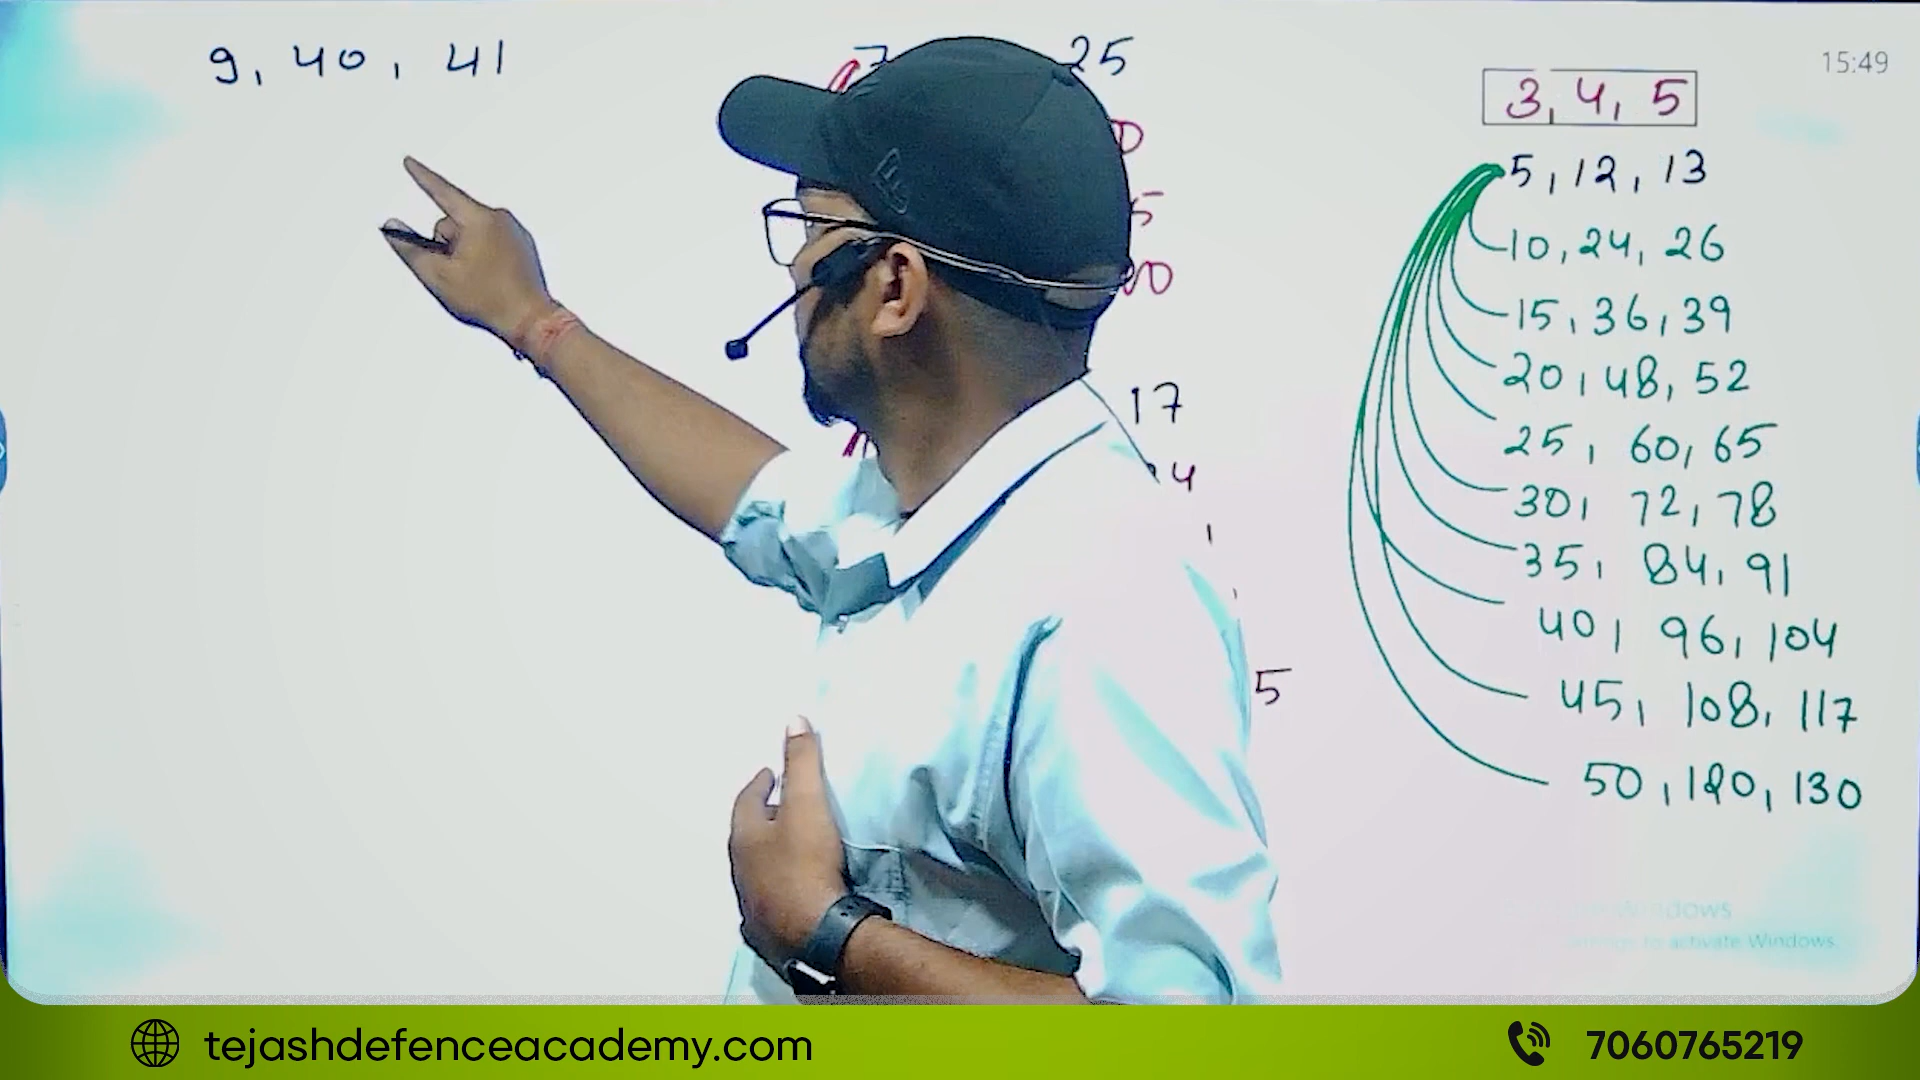 9, 40, 41
7
25
15:49
3, 4, 5
5, 12, 13
10, 24, 26
15, 36, 39
20, 48, 52
25, 60, 65
30, 72, 78
35, 84, 91
40, 96, 104
45, 108, 117
50, 120, 130
17
5
tejashdefenceacademy.com
7060765219